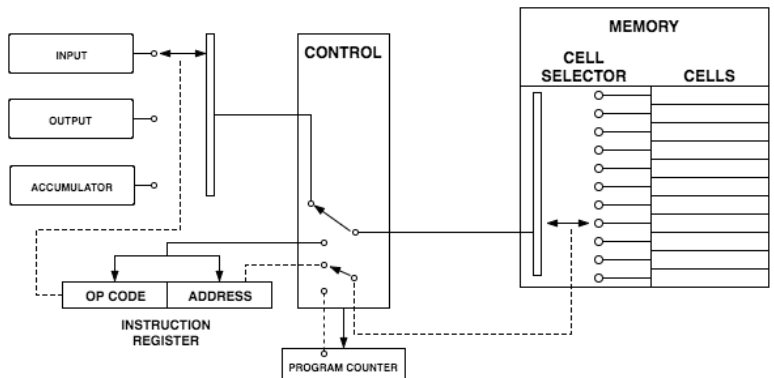 INPUT
OUTPUT
ACCUMULATOR
OP CODE
ADDRESS
INSTRUCTION
REGISTER
CONTROL
PROGRAM COUNTER
MEMORY
CELL
SELECTOR
CELLS